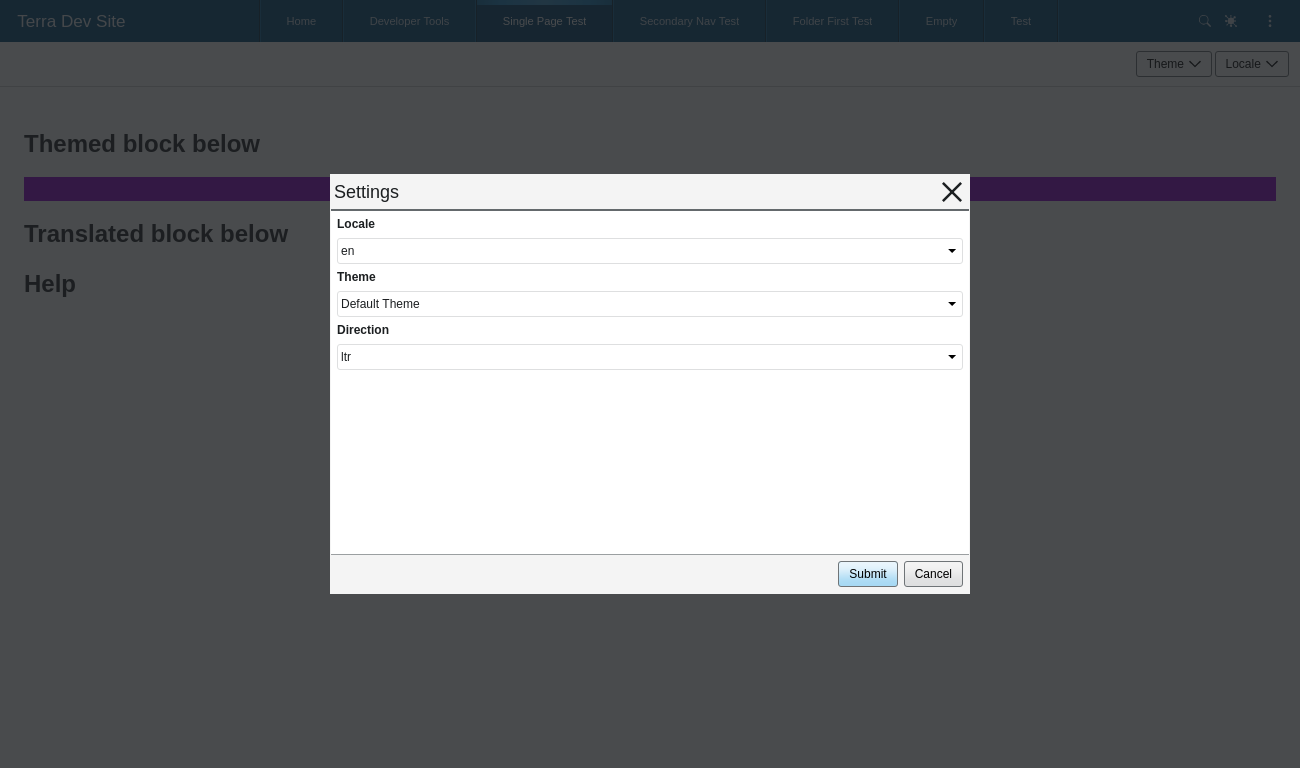 Terra Dev Site
Home
Developer Tools
Single Page Test
Secondary Nav Test
Folder First Test
Empty
Test
Theme
Locale
Themed block below
Translated block below
Help
Settings
Locale
en
Theme
Default Theme
Direction
ltr
Submit
Cancel